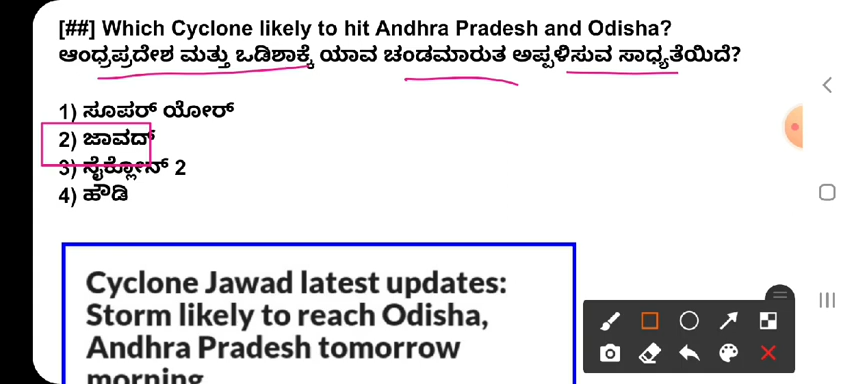 [##] Which Cyclone likely to hit Andhra Pradesh and Odisha?
ಆಂಧ್ರಪ್ರದೇಶ ಮತ್ತು ಒಡಿಶಾಕ್ಕೆ ಯಾವ ಚಂಡಮಾರುತ ಅಪ್ಪಳಿಸುವ ಸಾಧ್ಯತೆಯಿದೆ?
1) ಸೂಪರ್ ಯೋರ್
2) ಜಾವದ್
3) ಸೈಕ್ಲೋನ್ 2
4) ಹೌಡಿ
Cyclone Jawad latest updates:
Storm likely to reach Odisha,
Andhra Pradesh tomorrow
morning